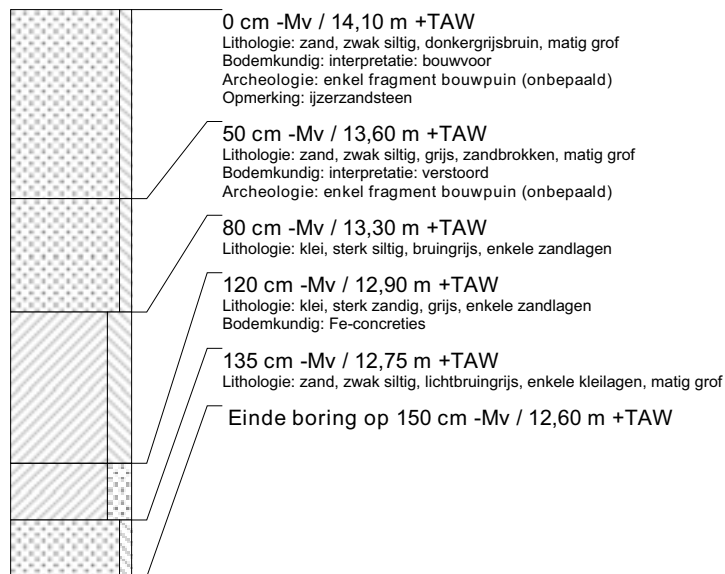 0 cm -Mv / 14,10 m +TAW
Lithologie: zand, zwak siltig, donkergrijsbruin, matig grof
Bodemkundig: interpretatie: bouwvoor
Archeologie: enkel fragment bouwpuin (onbepaald)
Opmerking: ijzerzandsteen
50 cm -Mv / 13,60 m +TAW
Lithologie: zand, zwak siltig, grijs, zandbrokken, matig grof
Bodemkundig: interpretatie: verstoord
Archeologie: enkel fragment bouwpuin (onbepaald)
80 cm -Mv / 13,30 m +TAW
Lithologie: klei, sterk siltig, bruingrijs, enkele zandlagen
120 cm -Mv / 12,90 m +TAW
Lithologie: klei, sterk zandig, grijs, enkele zandlagen
Bodemkundig: Fe-concreties
135 cm -Mv / 12,75 m +TAW
Lithologie: zand, zwak siltig, lichtbruingrijs, enkele kleilagen, matig grof
Einde boring op 150 cm -Mv / 12,60 m +TAW